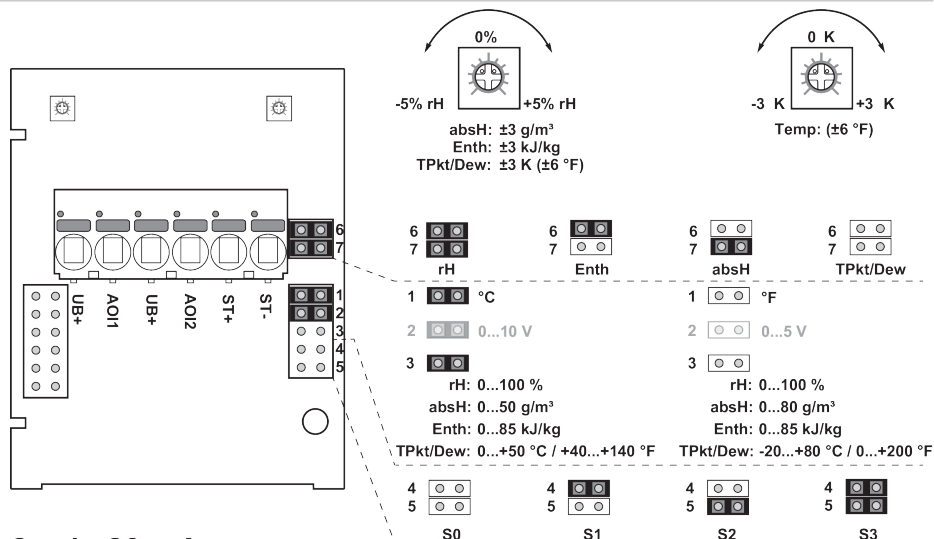 0% 0 K
-5% rH +5% rH -3 K +3 K
absH: ±3 g/m³ Temp: (±6 °F)
Enth: ±3 kJ/kg
TPkt/Dew: ±3 K (±6 °F)
6
7
1
2
3
4
5
UB+ AOI1 UB+ AOI2 ST+ ST-
6 6 6 6
7 7 7 7
rH Enth absH TPkt/Dew
1 °C 1 °F
2 0...10 V 2 0...5 V
3 3
rH: 0...100 % rH: 0...100 %
absH: 0...50 g/m³ absH: 0...80 g/m³
Enth: 0...85 kJ/kg Enth: 0...85 kJ/kg
TPkt/Dew: 0...+50 °C / +40...+140 °F TPkt/Dew: -20...+80 °C / 0...+200 °F
4 4 4 4
5 5 5 5
S0 S1 S2 S3